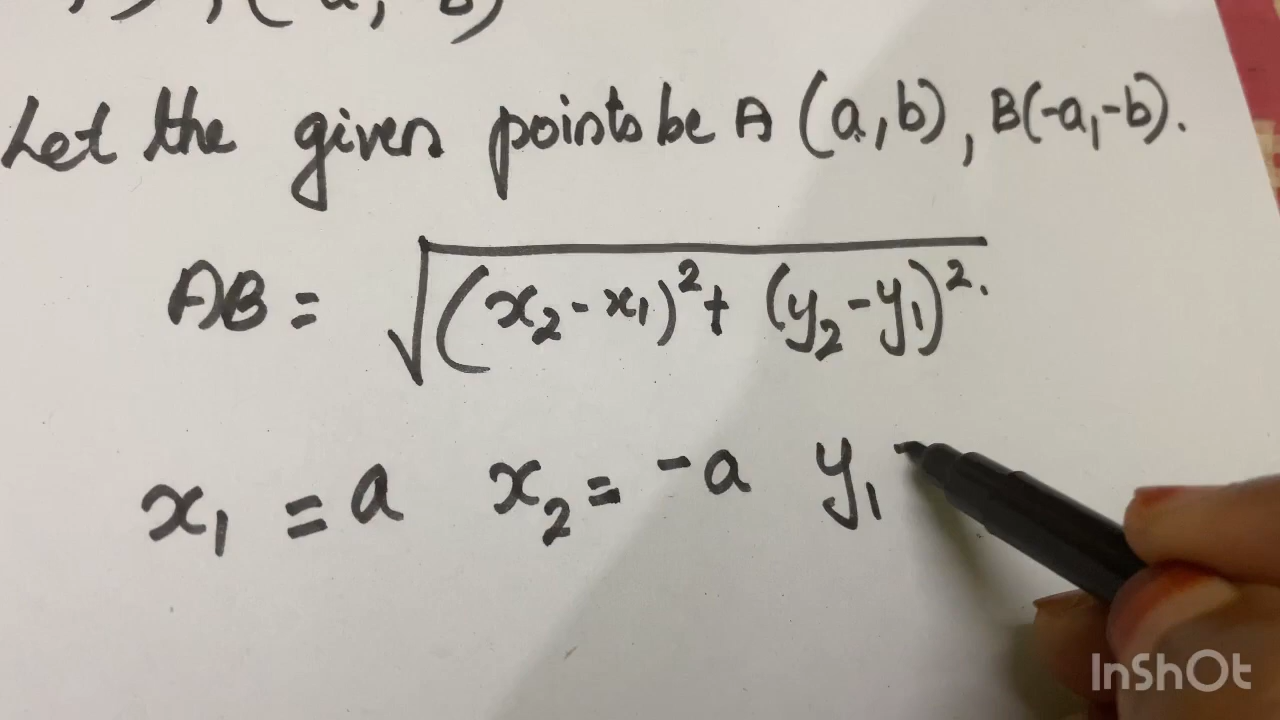 Let the given points be A (a, b), B(-a, -b).
AB = √(x₂ - x₁)² + (y₂ - y₁)².
x₁ = a x₂ = -a y₁
InShOt